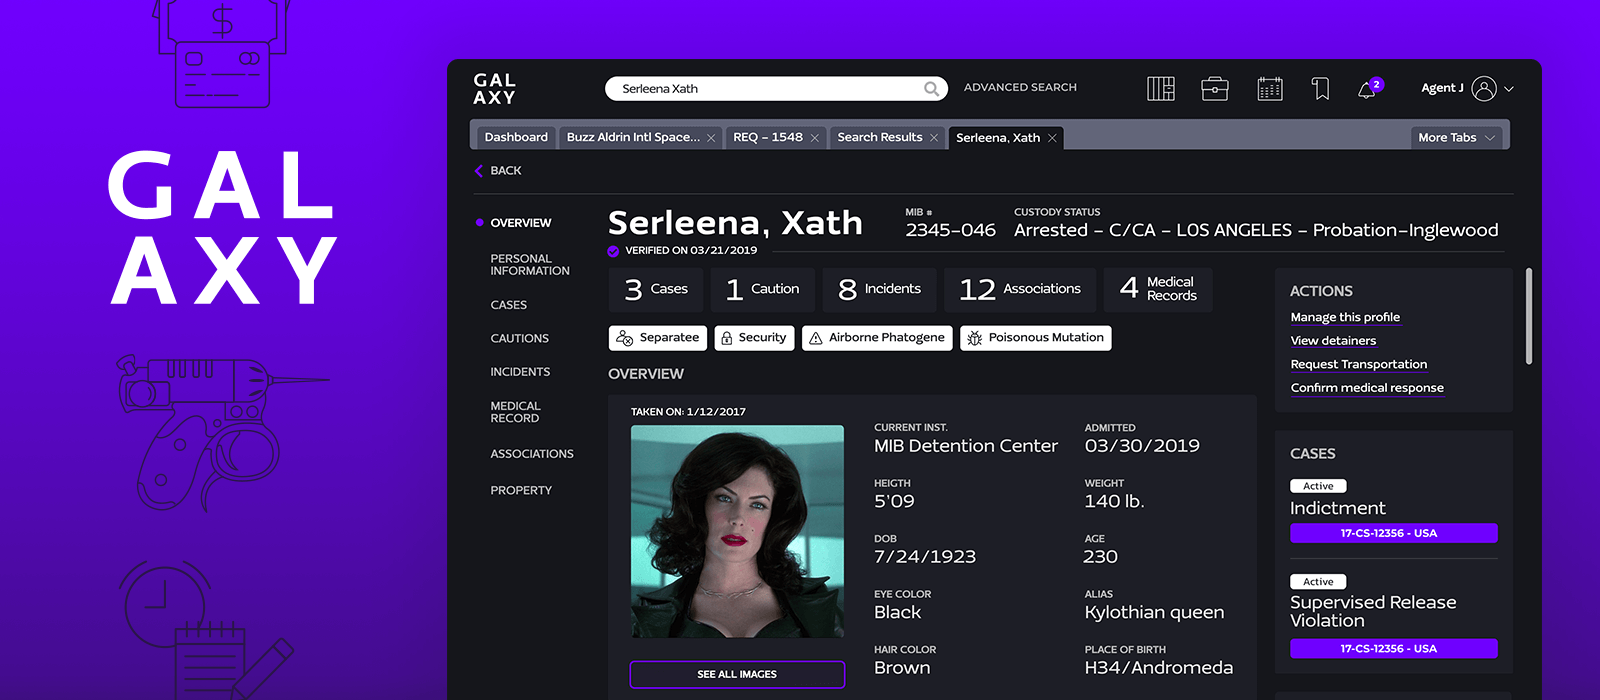 $
GAL
AXY
GAL
AXY
Serleena Xath
ADVANCED SEARCH
2
Agent J
Dashboard
Buzz Aldrin Intl Space...
REQ – 1548
Search Results
Serleena, Xath
More Tabs
BACK
OVERVIEW
PERSONAL
INFORMATION
CASES
CAUTIONS
INCIDENTS
MEDICAL
RECORD
ASSOCIATIONS
PROPERTY
Serleena, Xath
VERIFIED ON 03/21/2019
MIB #
2345-046
CUSTODY STATUS
Arrested – C/CA – LOS ANGELES – Probation-Inglewood
3 Cases
1 Caution
8 Incidents
12 Associations
4 Medical
Records
Separatee
Security
Airborne Phatogene
Poisonous Mutation
OVERVIEW
TAKEN ON: 1/12/2017
SEE ALL IMAGES
CURRENT INST.
MIB Detention Center
ADMITTED
03/30/2019
HEIGTH
5'09
WEIGHT
140 lb.
DOB
7/24/1923
AGE
230
EYE COLOR
Black
ALIAS
Kylothian queen
HAIR COLOR
Brown
PLACE OF BIRTH
H34/Andromeda
ACTIONS
Manage this profile
View detainers
Request Transportation
Confirm medical response
CASES
Active
Indictment
17-CS-12356 - USA
Active
Supervised Release
Violation
17-CS-12356 - USA